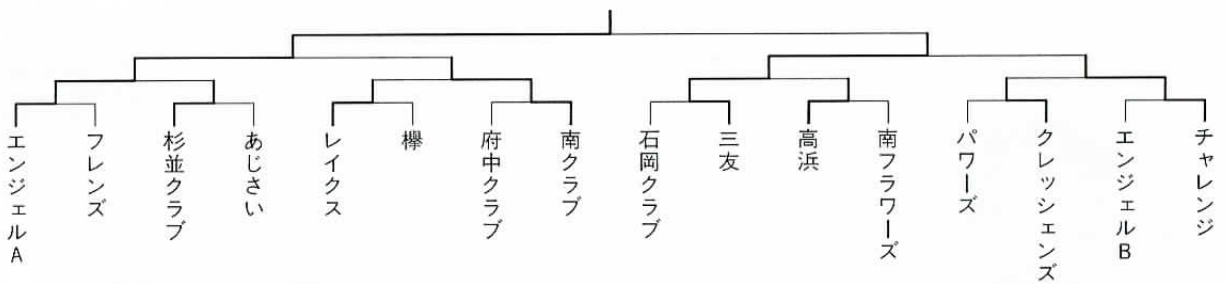 エンジェルA
フレンズ
杉並クラブ
あじさい
レイクス
欅
府中クラブ
南クラブ
石岡クラブ
三友
高浜
南フラワーズ
パワーズ
クレッシェンズ
エンジェルB
チャレンジ